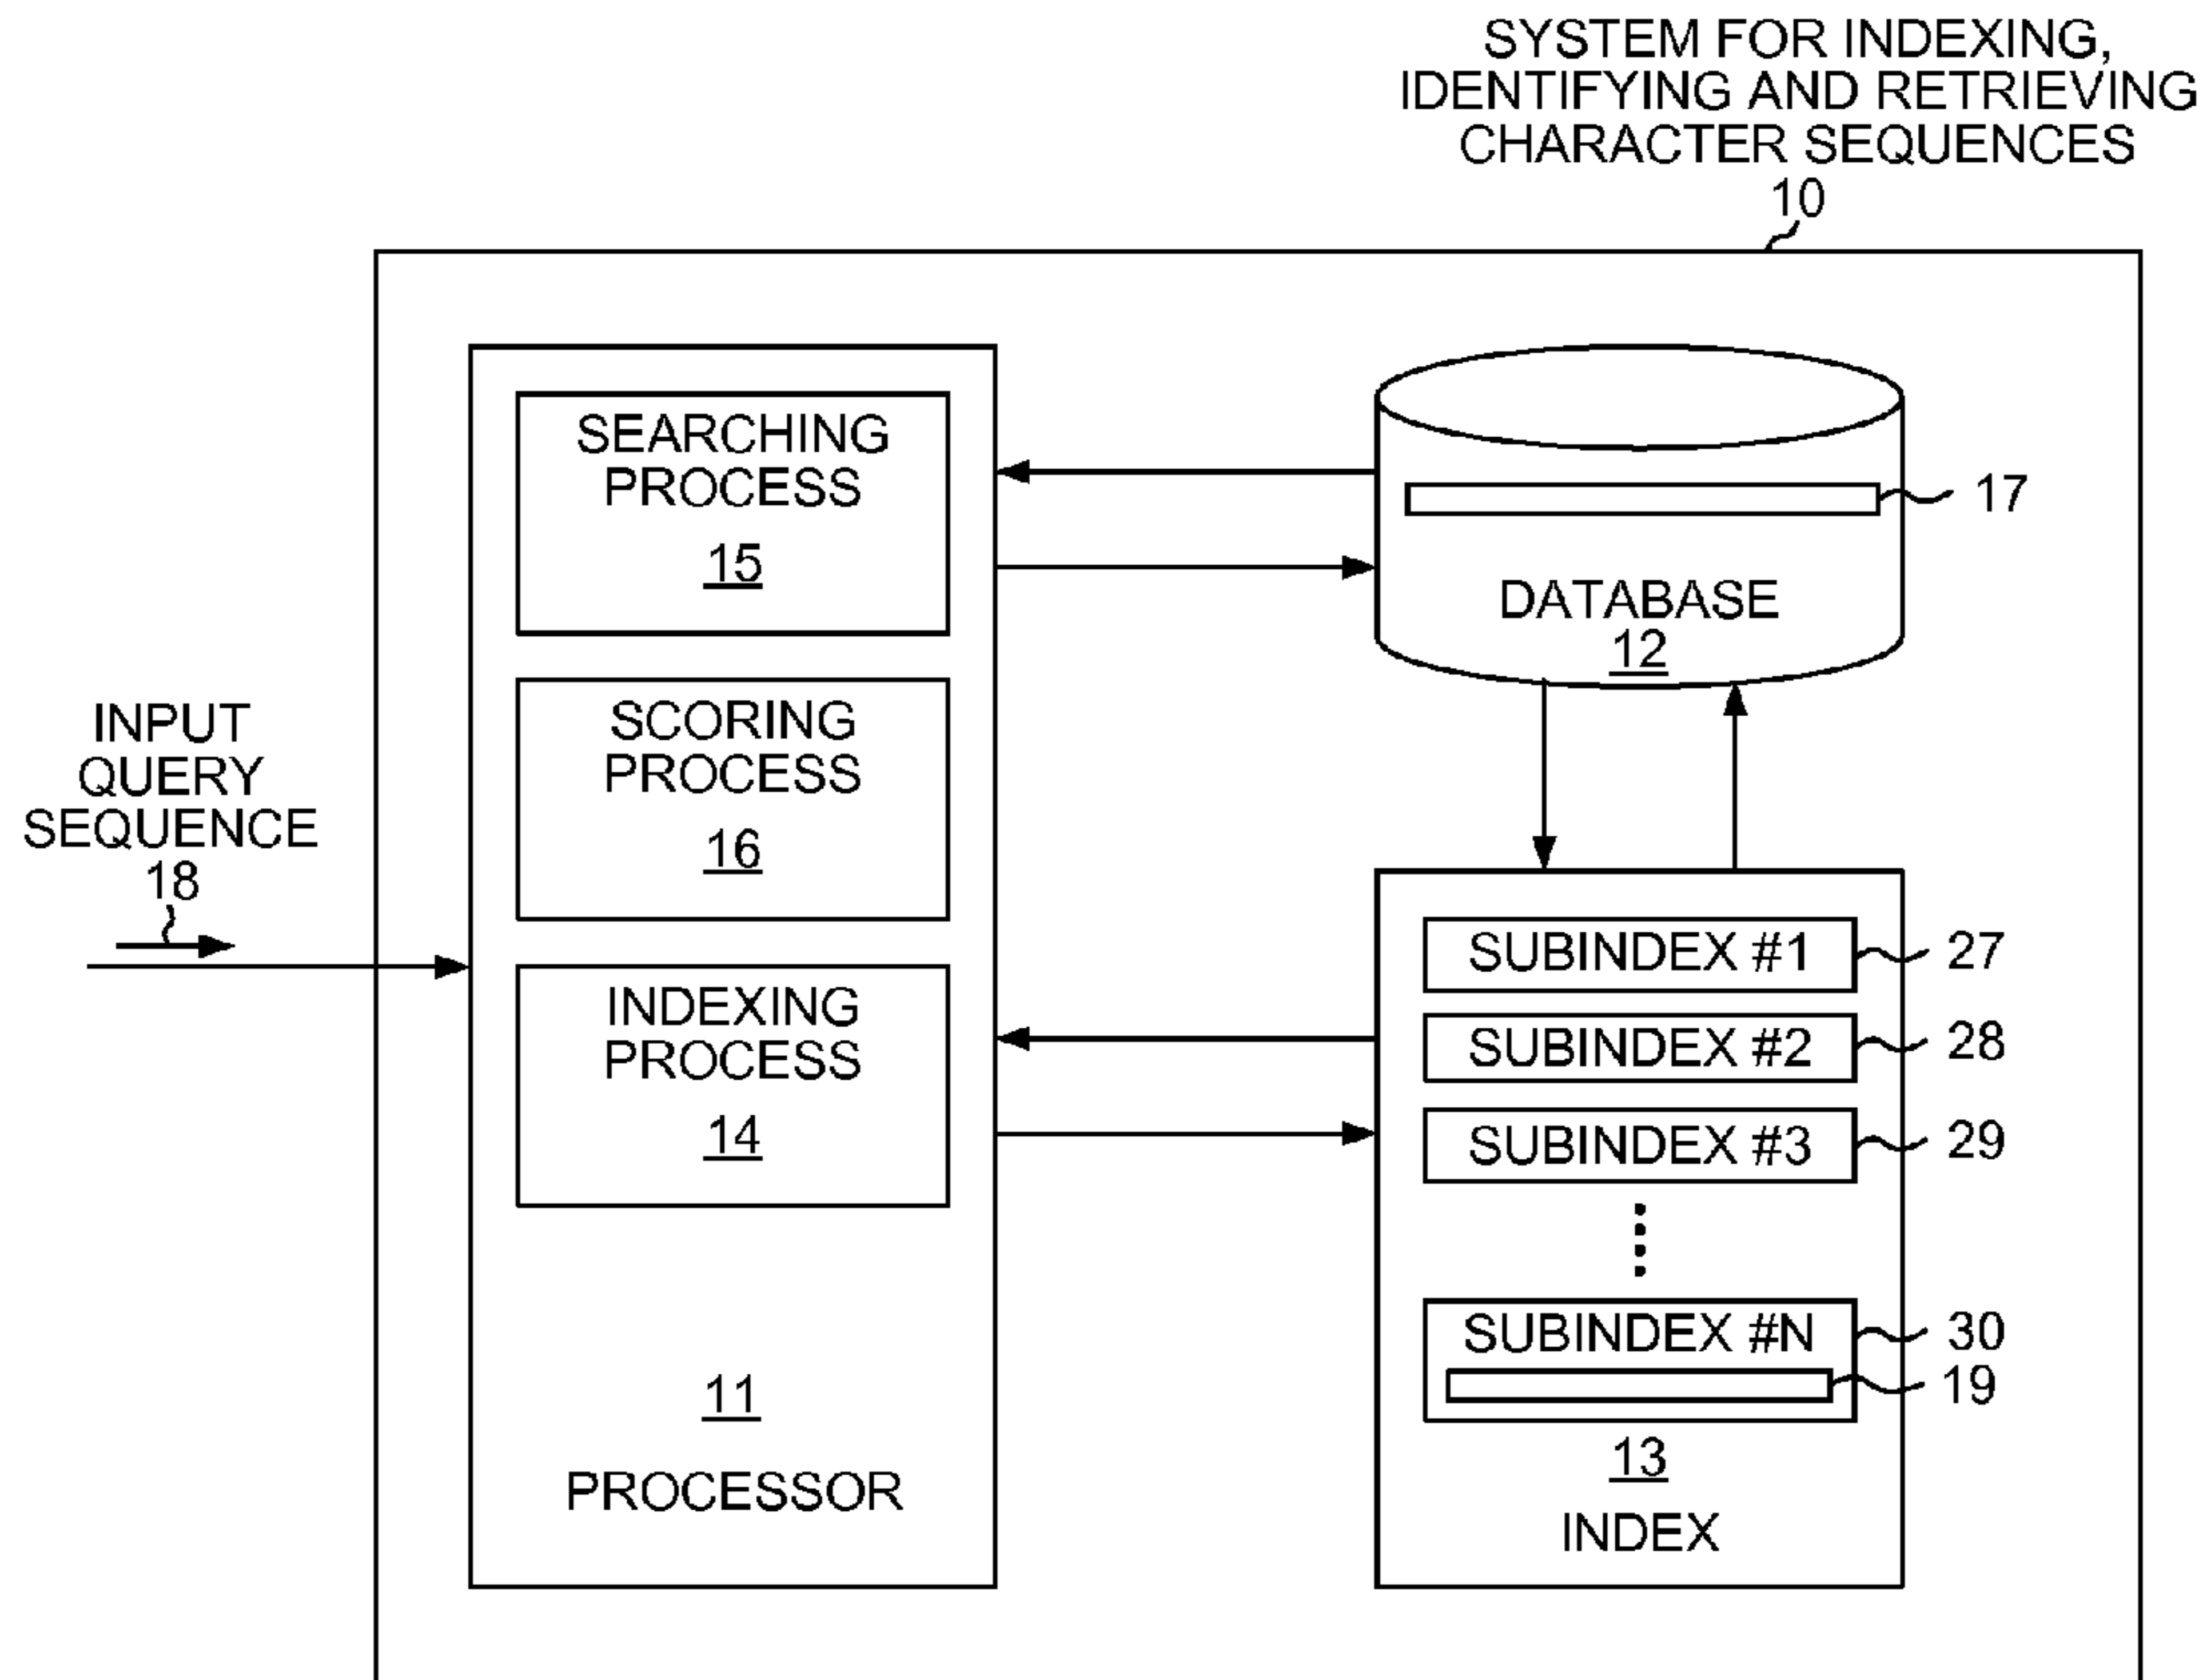 SYSTEM FOR INDEXING,
IDENTIFYING AND RETRIEVING
CHARACTER SEQUENCES
10
SEARCHING
PROCESS
15
SCORING
PROCESS
16
INDEXING
PROCESS
14
11
PROCESSOR
INPUT
QUERY
SEQUENCE
18
17
DATABASE
12
SUBINDEX #1
27
SUBINDEX #2
28
SUBINDEX #3
29
SUBINDEX #N
30
19
13
INDEX